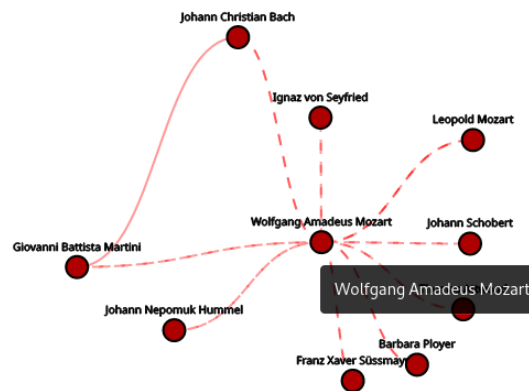 Johann Christian Bach
Ignaz von Seyfried
Leopold Mozart
Wolfgang Amadeus Mozart
Johann Schobert
Giovanni Battista Martini
Wolfgang Amadeus Mozart
Johann Nepomuk Hummel
Barbara Ployer
Franz Xaver Süssmayr